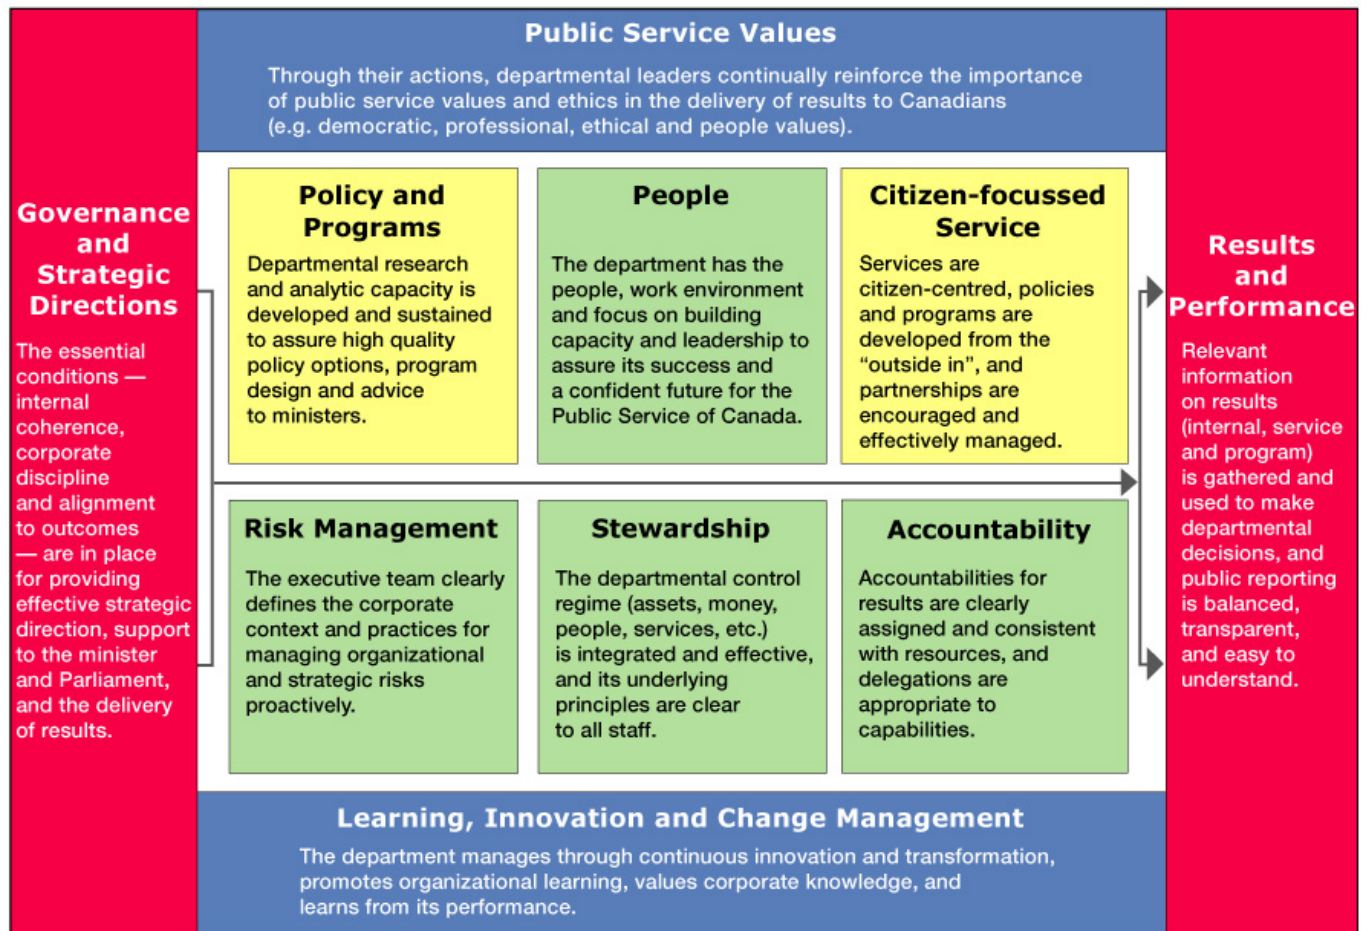 Public Service Values
Through their actions, departmental leaders continually reinforce the importance
of public service values and ethics in the delivery of results to Canadians
(e.g. democratic, professional, ethical and people values).
Governance
and
Strategic
Directions
The essential
conditions —
internal
coherence,
corporate
discipline
and alignment
to outcomes
— are in place
for providing
effective strategic
direction, support
to the minister
and Parliament,
and the delivery
of results.
Policy and
Programs
Departmental research
and analytic capacity is
developed and sustained
to assure high quality
policy options, program
design and advice
to ministers.
People
The department has the
people, work environment
and focus on building
capacity and leadership to
assure its success and
a confident future for the
Public Service of Canada.
Citizen-focussed
Service
Services are
citizen-centred, policies
and programs are
developed from the
“outside in”, and
partnerships are
encouraged and
effectively managed.
Risk Management
The executive team clearly
defines the corporate
context and practices for
managing organizational
and strategic risks
proactively.
Stewardship
The departmental control
regime (assets, money,
people, services, etc.)
is integrated and effective,
and its underlying
principles are clear
to all staff.
Accountability
Accountabilities for
results are clearly
assigned and consistent
with resources, and
delegations are
appropriate to
capabilities.
Results
and
Performance
Relevant
information
on results
(internal, service
and program)
is gathered and
used to make
departmental
decisions, and
public reporting
is balanced,
transparent,
and easy to
understand.
Learning, Innovation and Change Management
The department manages through continuous innovation and transformation,
promotes organizational learning, values corporate knowledge, and
learns from its performance.